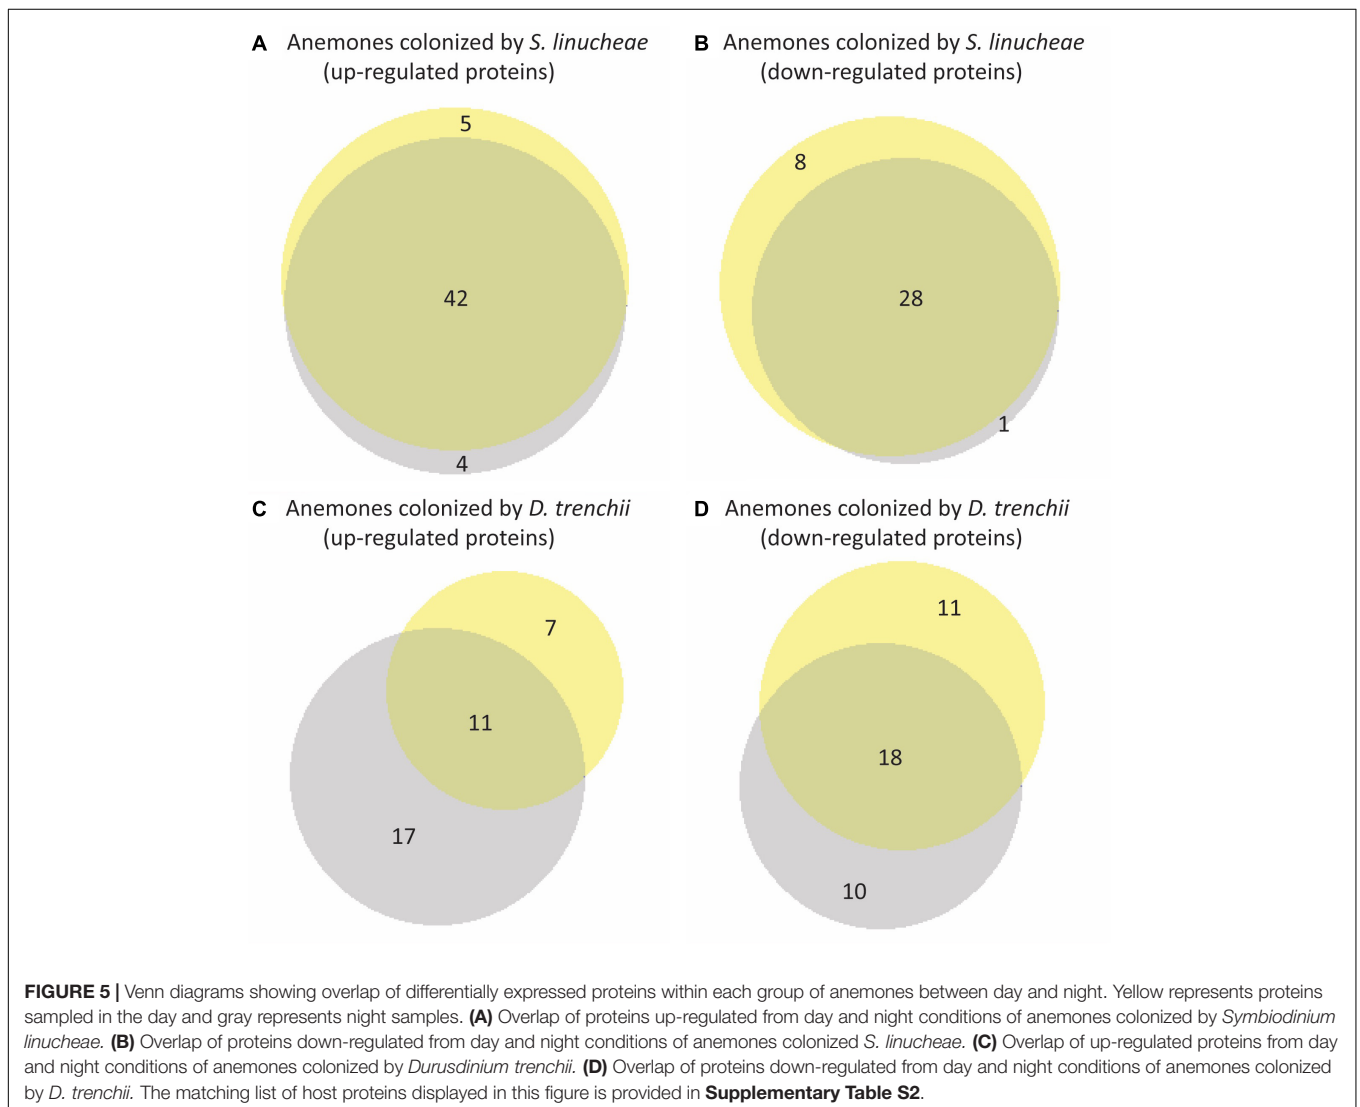 A Anemones colonized by S. linucheae
(up-regulated proteins)
5
42
4
B Anemones colonized by S. linucheae
(down-regulated proteins)
8
28
1
C Anemones colonized by D. trenchii
(up-regulated proteins)
7
11
17
D Anemones colonized by D. trenchii
(down-regulated proteins)
11
18
10
FIGURE 5 | Venn diagrams showing overlap of differentially expressed proteins within each group of anemones between day and night. Yellow represents proteins
sampled in the day and gray represents night samples. (A) Overlap of proteins up-regulated from day and night conditions of anemones colonized by Symbiodinium
linucheae. (B) Overlap of proteins down-regulated from day and night conditions of anemones colonized S. linucheae. (C) Overlap of up-regulated proteins from day
and night conditions of anemones colonized by Durusdinium trenchii. (D) Overlap of proteins down-regulated from day and night conditions of anemones colonized
by D. trenchii. The matching list of host proteins displayed in this figure is provided in Supplementary Table S2.